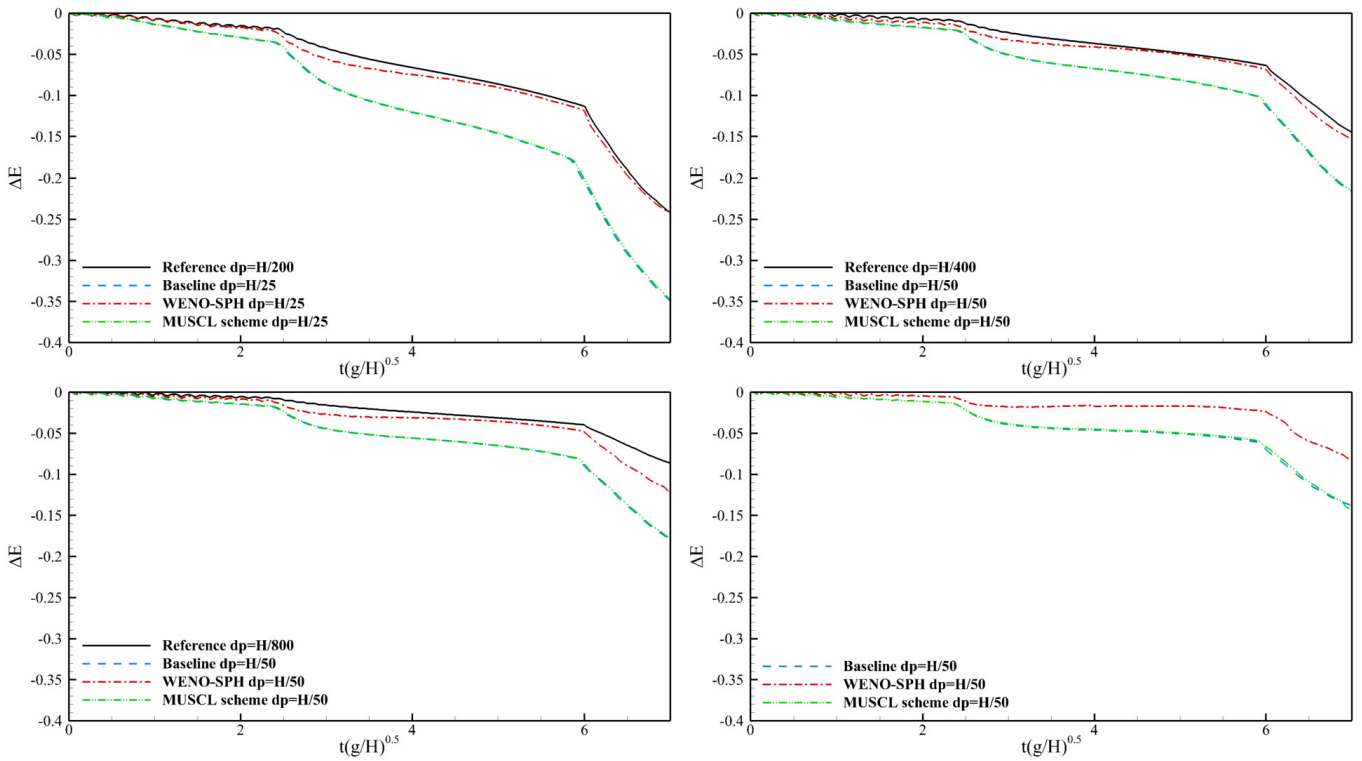 0
-0.05
-0.1
-0.15
-0.2
-0.25
-0.3
-0.35
-0.4
ΔE
Reference dp=H/200
Baseline dp=H/25
WENO-SPH dp=H/25
MUSCL scheme dp=H/25
0 2 4 6
t(g/H)^0.5
0
-0.05
-0.1
-0.15
-0.2
-0.25
-0.3
-0.35
-0.4
ΔE
Reference dp=H/400
Baseline dp=H/50
WENO-SPH dp=H/50
MUSCL scheme dp=H/50
0 2 4 6
t(g/H)^0.5
0
-0.05
-0.1
-0.15
-0.2
-0.25
-0.3
-0.35
-0.4
ΔE
Reference dp=H/800
Baseline dp=H/50
WENO-SPH dp=H/50
MUSCL scheme dp=H/50
0 2 4 6
t(g/H)^0.5
0
-0.05
-0.1
-0.15
-0.2
-0.25
-0.3
-0.35
-0.4
ΔE
Baseline dp=H/50
WENO-SPH dp=H/50
MUSCL scheme dp=H/50
0 2 4 6
t(g/H)^0.5